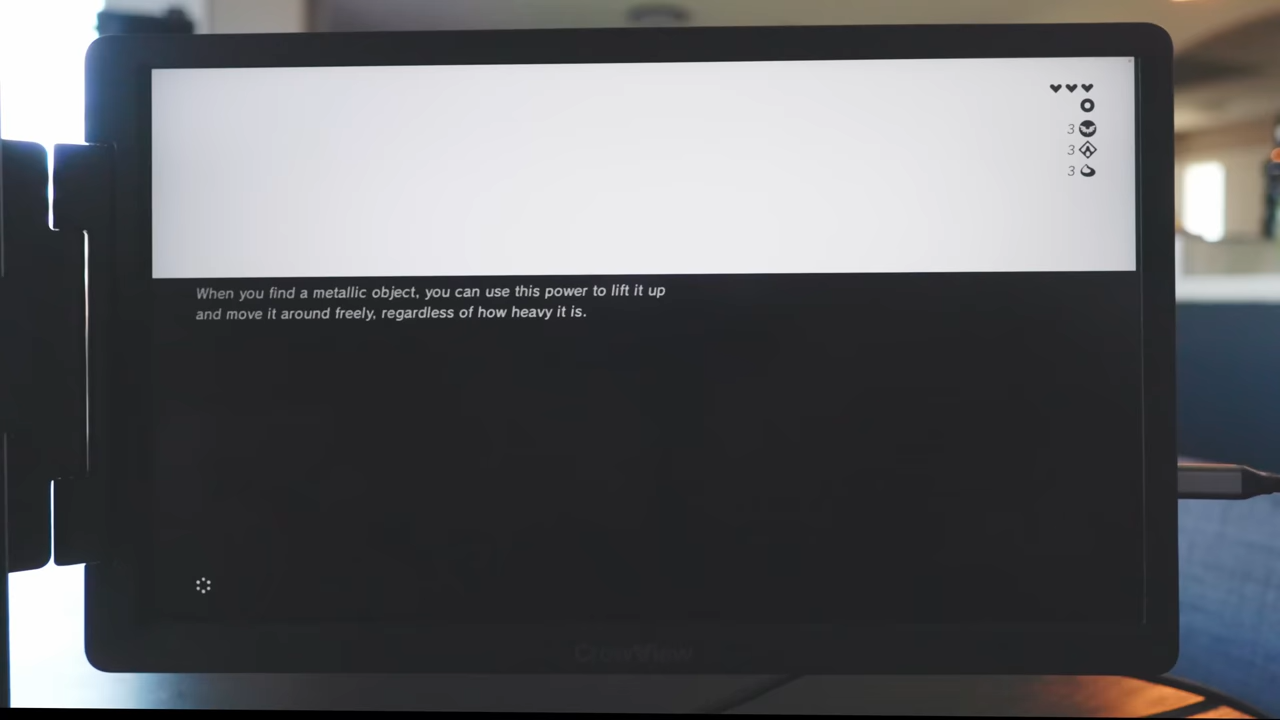 3
3
3
When you find a metallic object, you can use this power to lift it up
and move it around freely, regardless of how heavy it is.
CrowView